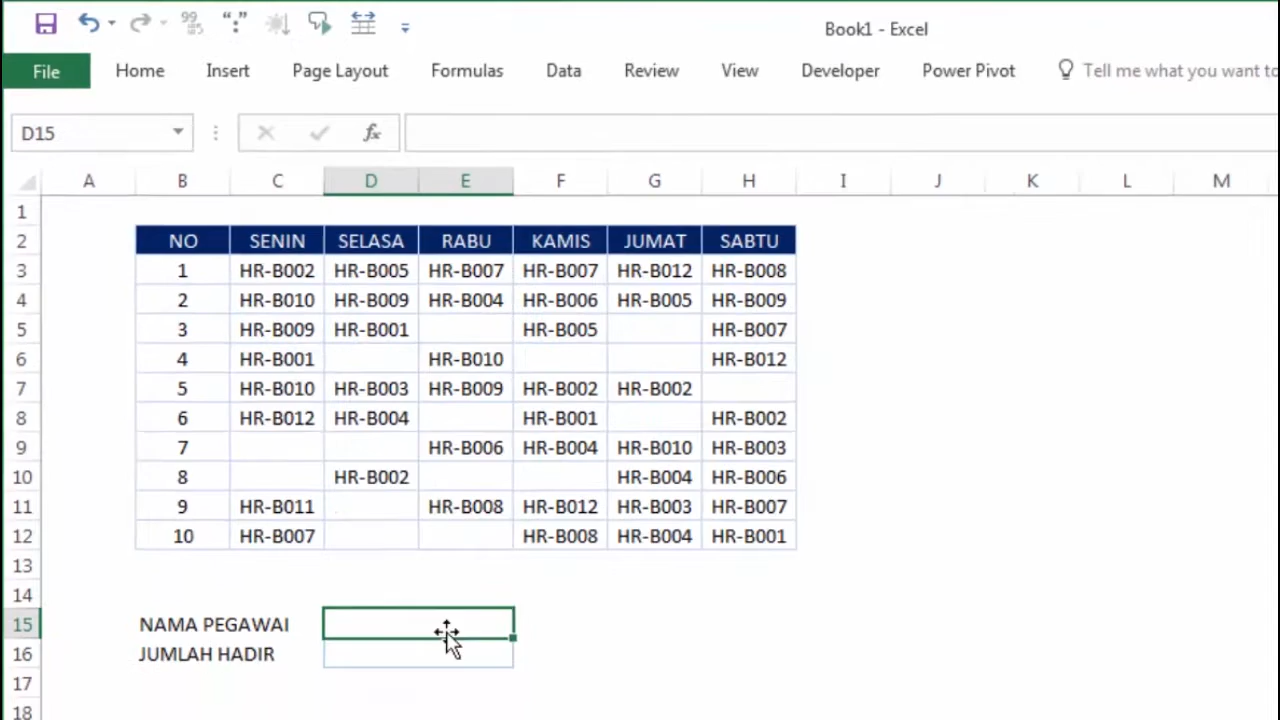 Book1 - Excel
File Home Insert Page Layout Formulas Data Review View Developer Power Pivot Tell me what you want to
D15 fx
A B C D E F G H I J K L M
1
2 NO SENIN SELASA RABU KAMIS JUMAT SABTU
3 1 HR-B002 HR-B005 HR-B007 HR-B007 HR-B012 HR-B008
4 2 HR-B010 HR-B009 HR-B004 HR-B006 HR-B005 HR-B009
5 3 HR-B009 HR-B001 HR-B005 HR-B007
6 4 HR-B001 HR-B010 HR-B012
7 5 HR-B010 HR-B003 HR-B009 HR-B002 HR-B002
8 6 HR-B012 HR-B004 HR-B001 HR-B002
9 7 HR-B006 HR-B004 HR-B010 HR-B003
10 8 HR-B002 HR-B004 HR-B006
11 9 HR-B011 HR-B008 HR-B012 HR-B003 HR-B007
12 10 HR-B007 HR-B008 HR-B004 HR-B001
13
14
15 NAMA PEGAWAI
16 JUMLAH HADIR
17
18